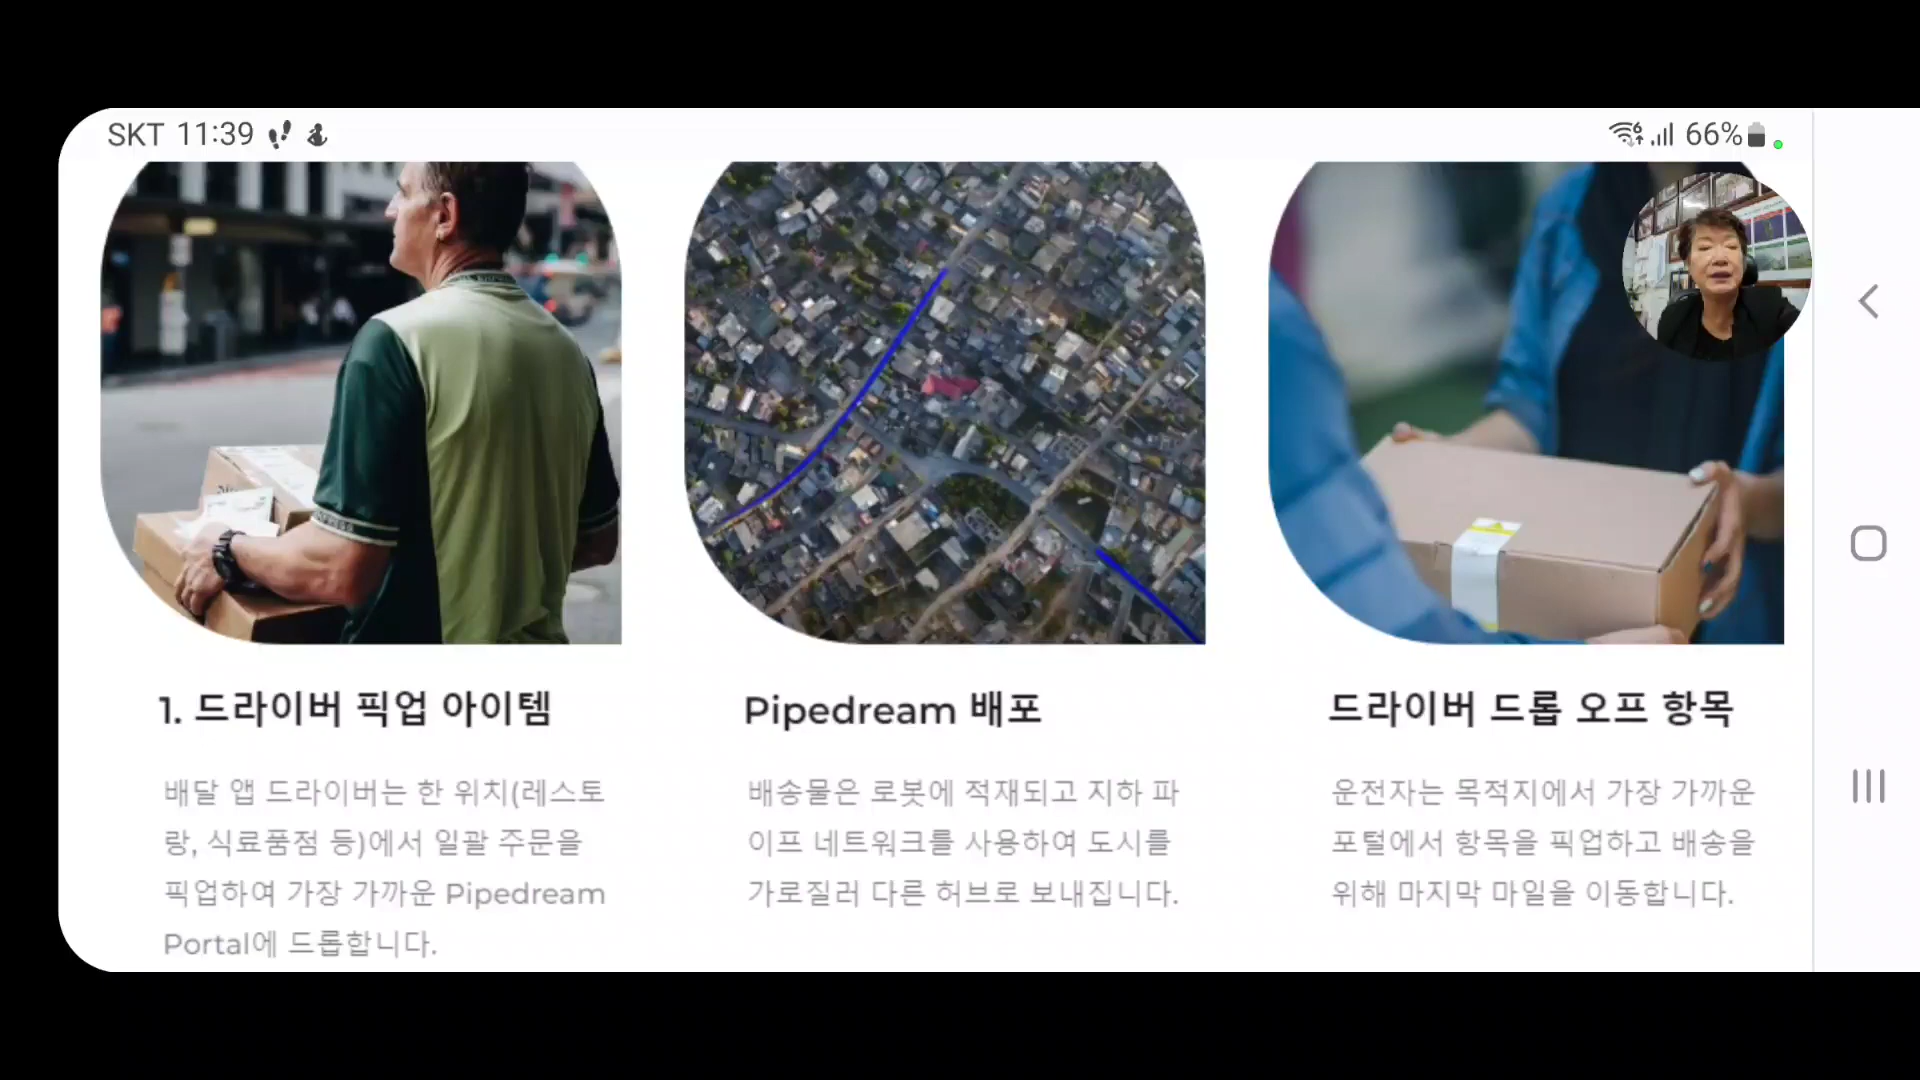 SKT 11:39
66%
1. 드라이버 픽업 아이템
배달 앱 드라이버는 한 위치(레스토
랑, 식료품점 등)에서 일괄 주문을
픽업하여 가장 가까운 Pipedream
Portal에 드롭합니다.
Pipedream 배포
배송물은 로봇에 적재되고 지하 파
이프 네트워크를 사용하여 도시를
가로질러 다른 허브로 보내집니다.
드라이버 드롭 오프 항목
운전자는 목적지에서 가장 가까운
포털에서 항목을 픽업하고 배송을
위해 마지막 마일을 이동합니다.